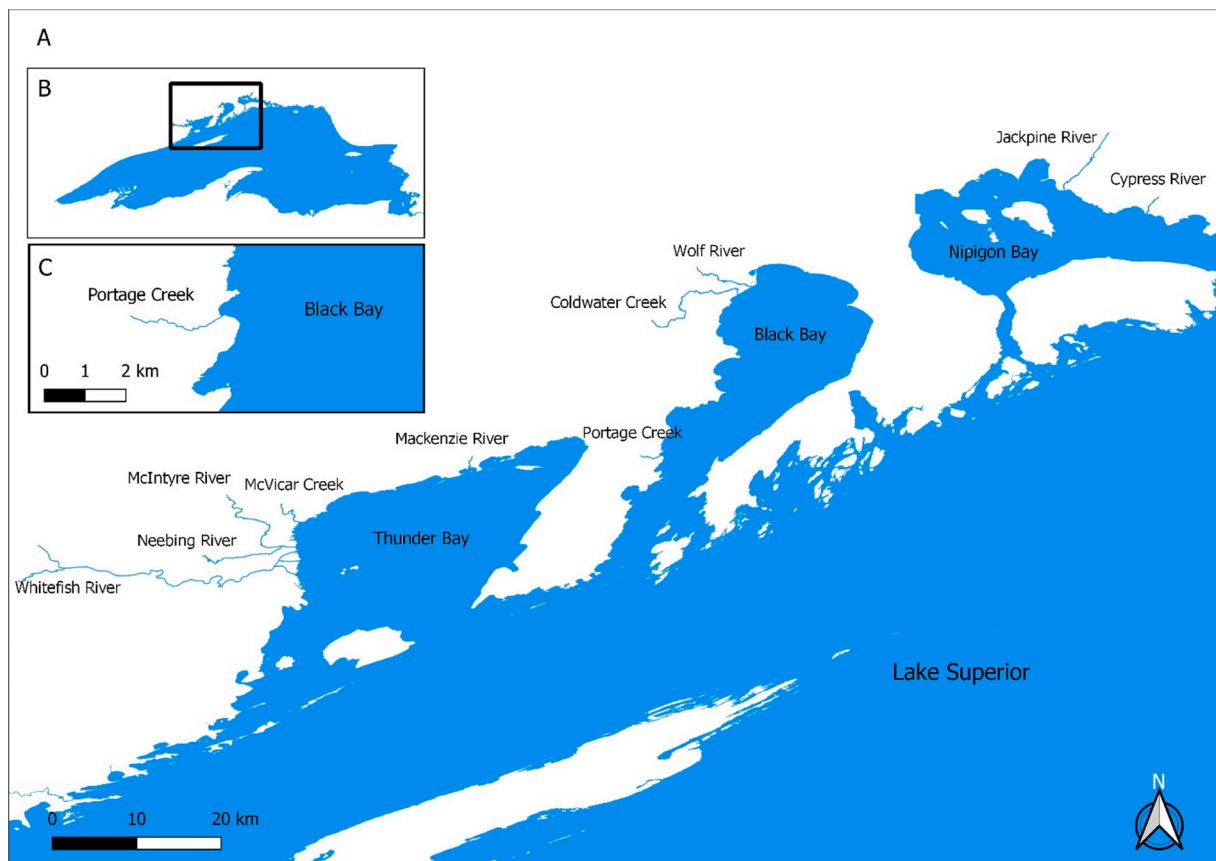 A
B
C
Portage Creek
Black Bay
0 1 2 km
Jackpine River
Cypress River
Nipigon Bay
Wolf River
Coldwater Creek
Black Bay
Portage Creek
Mackenzie River
McIntyre River
McVicar Creek
Neebing River
Thunder Bay
Whitefish River
Lake Superior
N
0 10 20 km